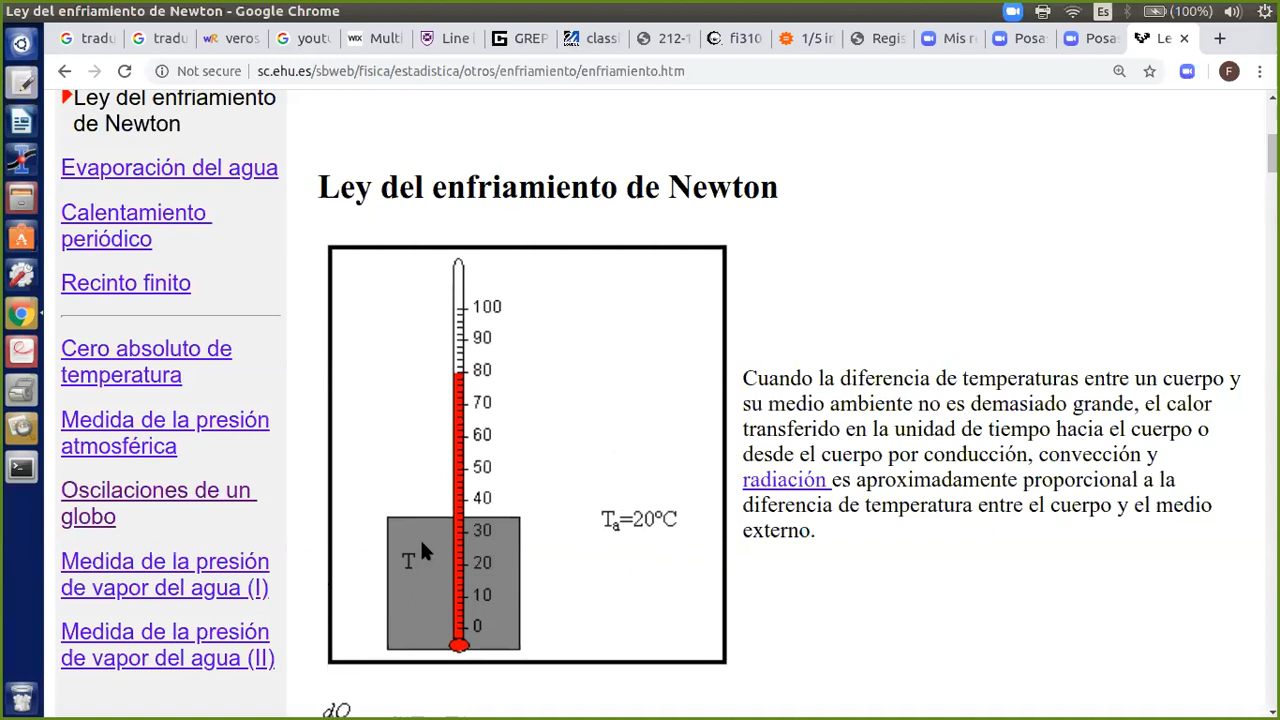 Ley del enfriamiento de Newton - Google Chrome
Es
(100%)
tradu
tradu
wR veros
youtu
WIX Multi
Line i
G GREP
classi
212-1
fi310
1/5 in
Regis
Mis re
Posa
Posa
Le
Not secure
sc.ehu.es/sbweb/fisica/estadistica/otros/enfriamiento/enfriamiento.htm
F
Ley del enfriamiento
de Newton
Evaporación del agua
Calentamiento
periódico
Recinto finito
Cero absoluto de
temperatura
Medida de la presión
atmosférica
Oscilaciones de un
globo
Medida de la presión
de vapor del agua (I)
Medida de la presión
de vapor del agua (II)
Ley del enfriamiento de Newton
100
90
80
70
60
50
40
30
20
10
0
T
Ta=20ºC
Cuando la diferencia de temperaturas entre un cuerpo y
su medio ambiente no es demasiado grande, el calor
transferido en la unidad de tiempo hacia el cuerpo o
desde el cuerpo por conducción, convección y
radiación es aproximadamente proporcional a la
diferencia de temperatura entre el cuerpo y el medio
externo.
dQ